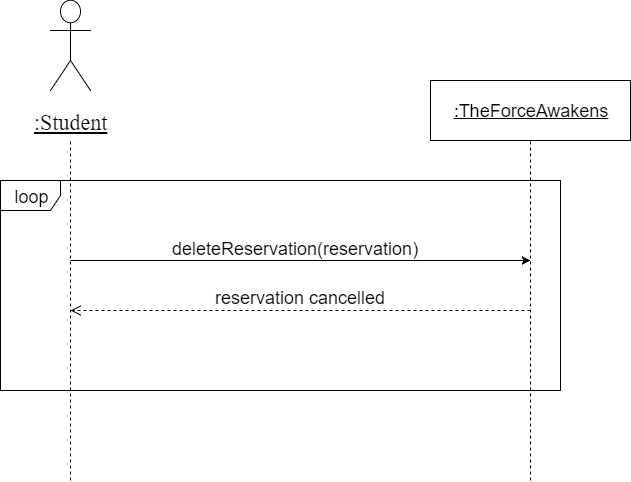 :Student
:TheForceAwakens
loop
deleteReservation(reservation)
reservation cancelled